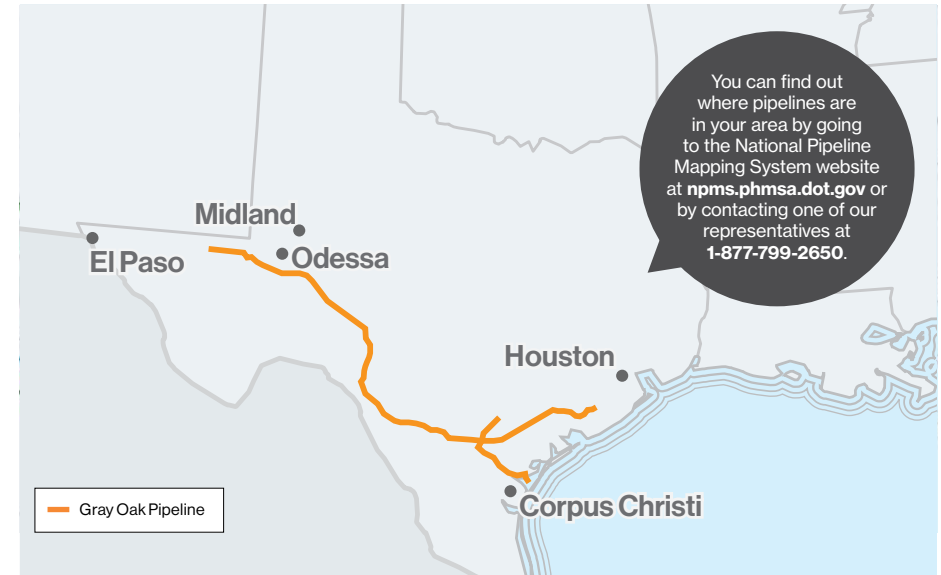 You can find out
where pipelines are
in your area by going
to the National Pipeline
Mapping System website
at npms.phmsa.dot.gov or
by contacting one of our
representatives at
1-877-799-2650.
Midland
El Paso
Odessa
Houston
Corpus Christi
Gray Oak Pipeline